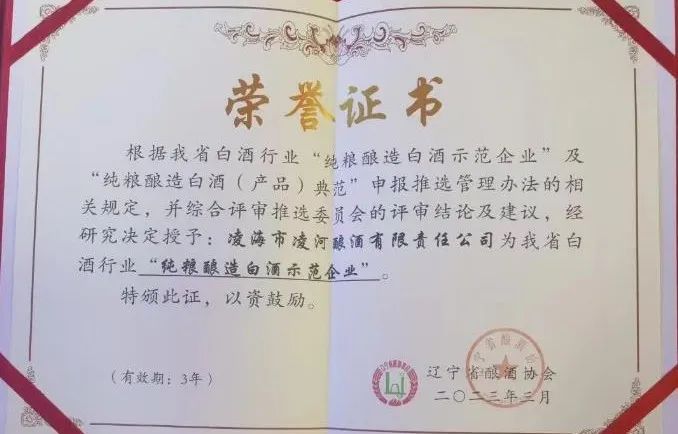 荣誉证书
根据我省白酒行业“纯粮酿造白酒示范企业”及
“纯粮酿造白酒（产品）典范”申报推选管理办法的相
关规定，并综合评审推选委员会的评审结论及建议，经
研究决定授予：凌海市凌河酿酒有限责任公司为我省白
酒行业“纯粮酿造白酒示范企业”。
特颁此证，以资鼓励。
（有效期：3年）
辽宁省酿酒协会
二〇二三年三月